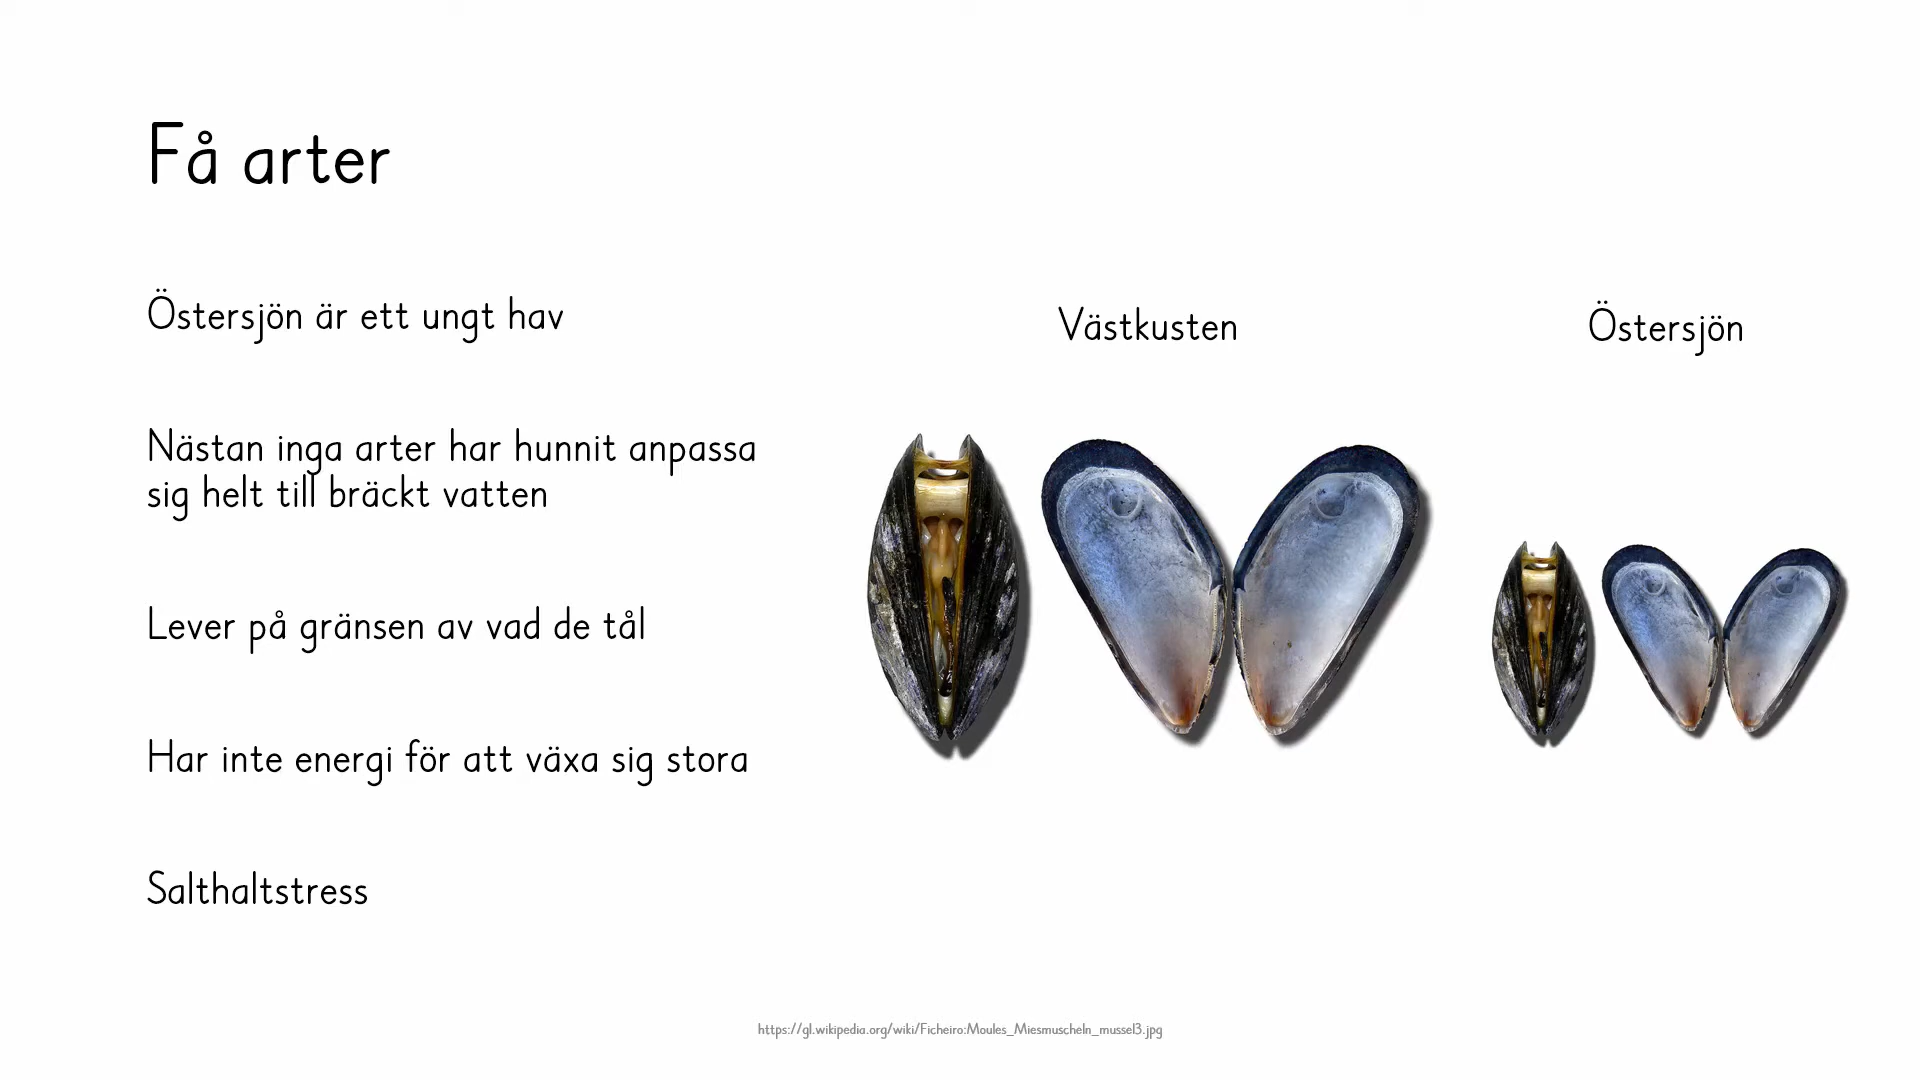 Få arter
Östersjön är ett ungt hav
Nästan inga arter har hunnit anpassa
sig helt till bräckt vatten
Lever på gränsen av vad de tål
Har inte energi för att växa sig stora
Salthaltstress
Västkusten
Östersjön
https://gl.wikipedia.org/wiki/Ficheiro:Moules_Miesmuscheln_mussel3.jpg